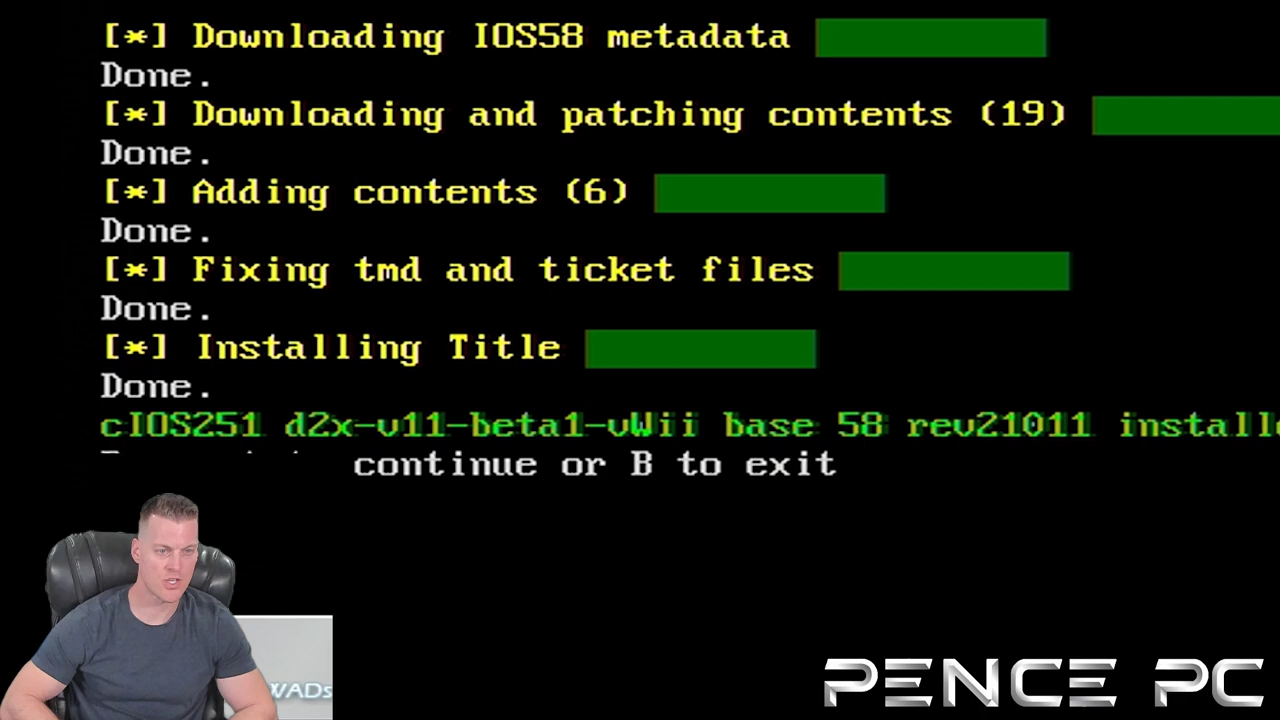 [*] Downloading IOS58 metadata
Done.
[*] Downloading and patching contents (19)
Done.
[*] Adding contents (6)
Done.
[*] Fixing tmd and ticket files
Done.
[*] Installing Title
Done.
cIOS251 d2x-v11-beta1-vWii base 58 rev21011 installe
continue or B to exit
WADs
PENCE PC